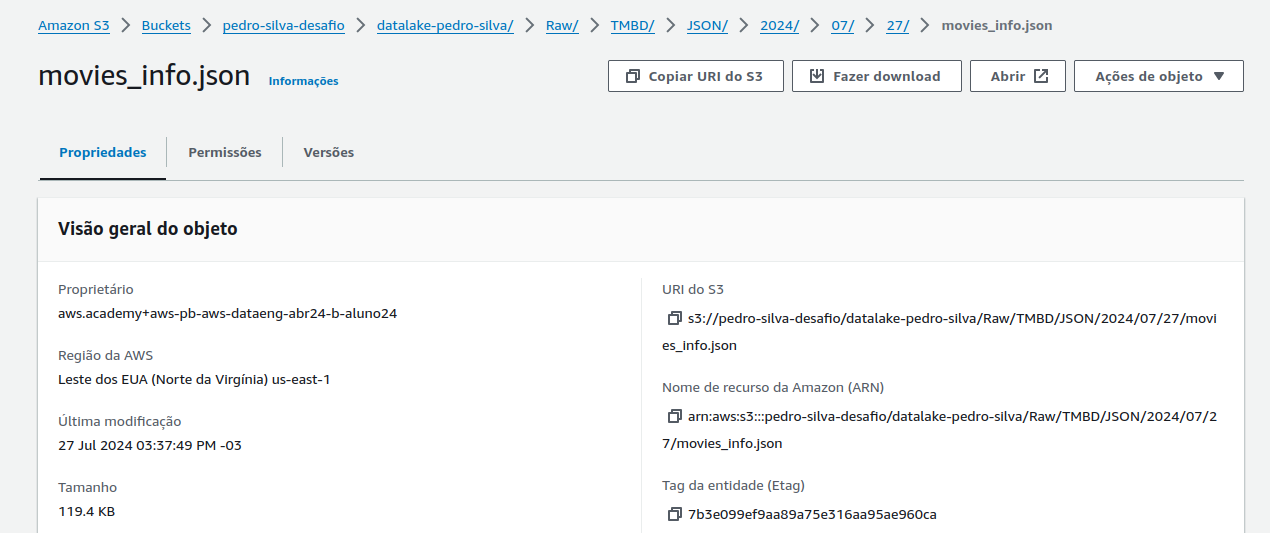 Amazon S3 > Buckets > pedro-silva-desafio > datalake-pedro-silva/ > Raw/ > TMBD/ > JSON/ > 2024/ > 07/ > 27/ > movies_info.json
movies_info.json Informações
Copiar URI do S3 Fazer download Abrir Ações de objeto
Propriedades Permissões Versões
Visão geral do objeto
Proprietário
aws.academy+aws-pb-aws-dataeng-abr24-b-aluno24
Região da AWS
Leste dos EUA (Norte da Virgínia) us-east-1
Última modificação
27 Jul 2024 03:37:49 PM -03
Tamanho
119.4 KB
URI do S3
s3://pedro-silva-desafio/datalake-pedro-silva/Raw/TMBD/JSON/2024/07/27/movi
es_info.json
Nome de recurso da Amazon (ARN)
arn:aws:s3:::pedro-silva-desafio/datalake-pedro-silva/Raw/TMBD/JSON/2024/07/2
7/movies_info.json
Tag da entidade (Etag)
7b3e099ef9aa89a75e316aa95ae960ca